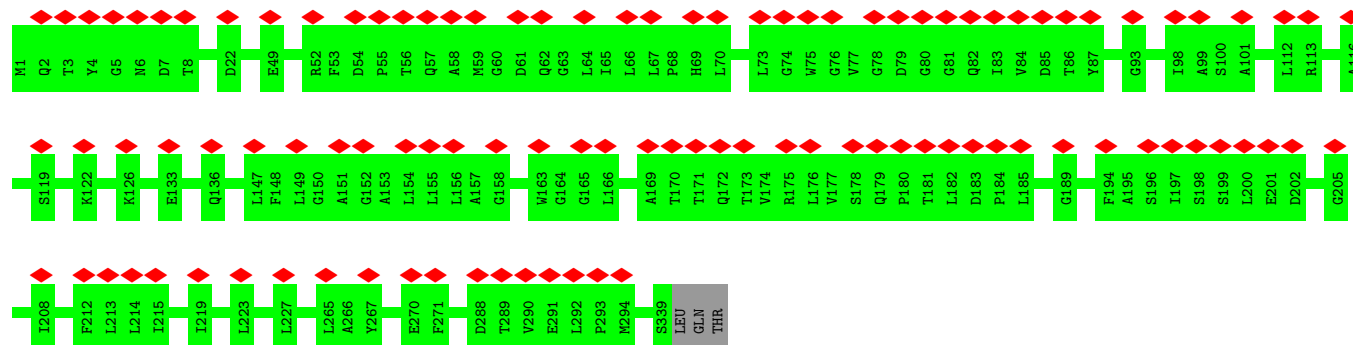 M1 Q2 T3 Y4 G5 N6 D7 T8 D22 E49 R52 F53 D54 P55 T56 Q57 A58 M59 G60 D61 Q62 G63 L64 I65 L66 L67 P68 H69 L70 L73 G74 W75 G76 V77 G78 D79 G80 G81 Q82 I83 V84 D85 T86 Y87 G93 I98 A99 S100 A101 L112 R113 A116
S119 K122 K126 E133 Q136 L147 F148 L149 G150 A151 G152 A153 L154 L155 L156 A157 G158 W163 G164 G165 L166 A169 T170 T171 Q172 T173 V174 R175 L176 V177 S178 Q179 P180 T181 L182 D183 P184 L185 G189 F194 A195 S196 I197 S198 S199 L200 E201 D202 G205
I208 F212 L213 L214 I215 I219 L223 L227 L265 A266 Y267 E270 F271 D288 T289 V290 E291 L292 P293 M294 S339 LEU GLN THR